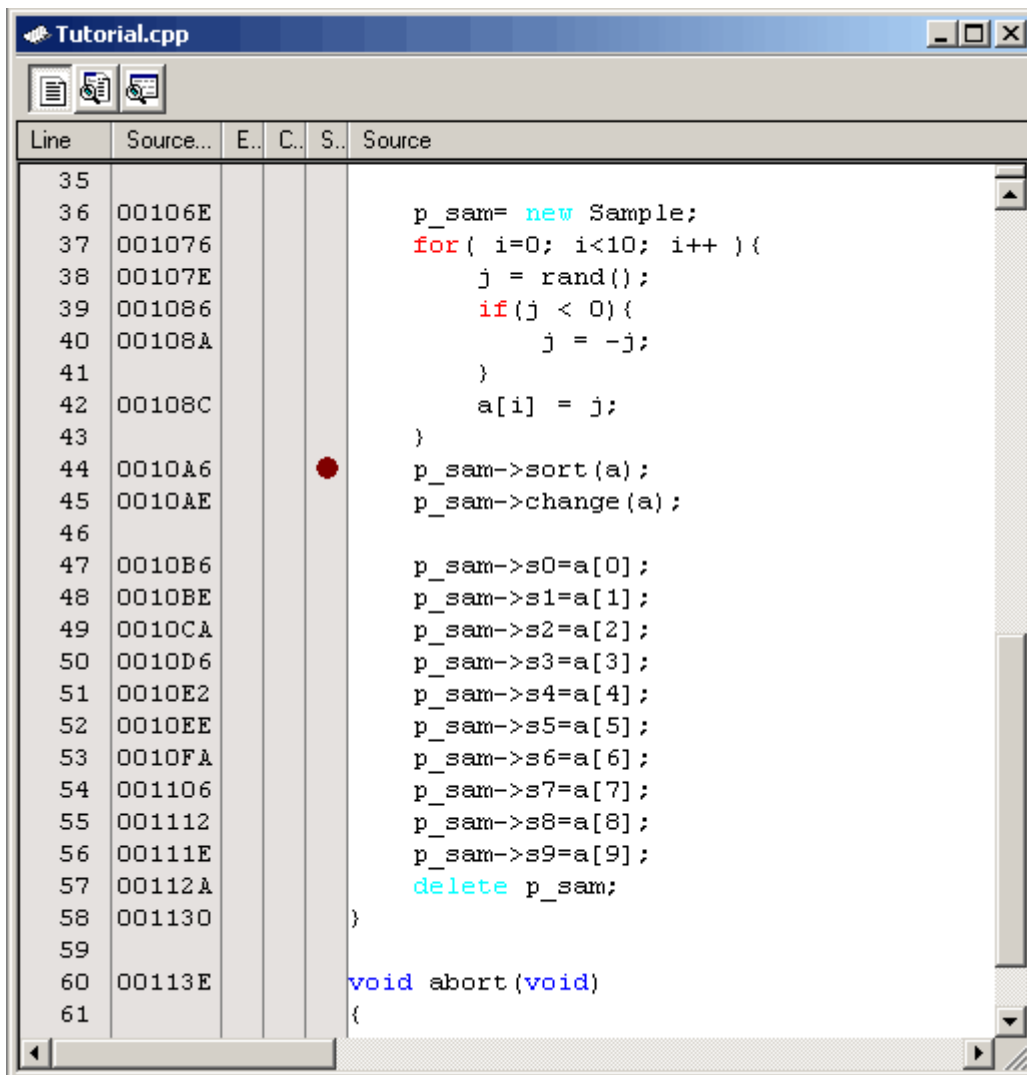 Tutorial.cpp
Line Source... E.. C.. S.. Source
35
36 00106E p_sam= new Sample;
37 001076 for( i=0; i<10; i++ ){
38 00107E j = rand();
39 001086 if(j < 0){
40 00108A j = -j;
41 }
42 00108C a[i] = j;
43 }
44 0010A6 p_sam->sort(a);
45 0010AE p_sam->change(a);
46
47 0010B6 p_sam->s0=a[0];
48 0010BE p_sam->s1=a[1];
49 0010CA p_sam->s2=a[2];
50 0010D6 p_sam->s3=a[3];
51 0010E2 p_sam->s4=a[4];
52 0010EE p_sam->s5=a[5];
53 0010FA p_sam->s6=a[6];
54 001106 p_sam->s7=a[7];
55 001112 p_sam->s8=a[8];
56 00111E p_sam->s9=a[9];
57 00112A delete p_sam;
58 001130 }
59
60 00113E void abort(void)
61 {